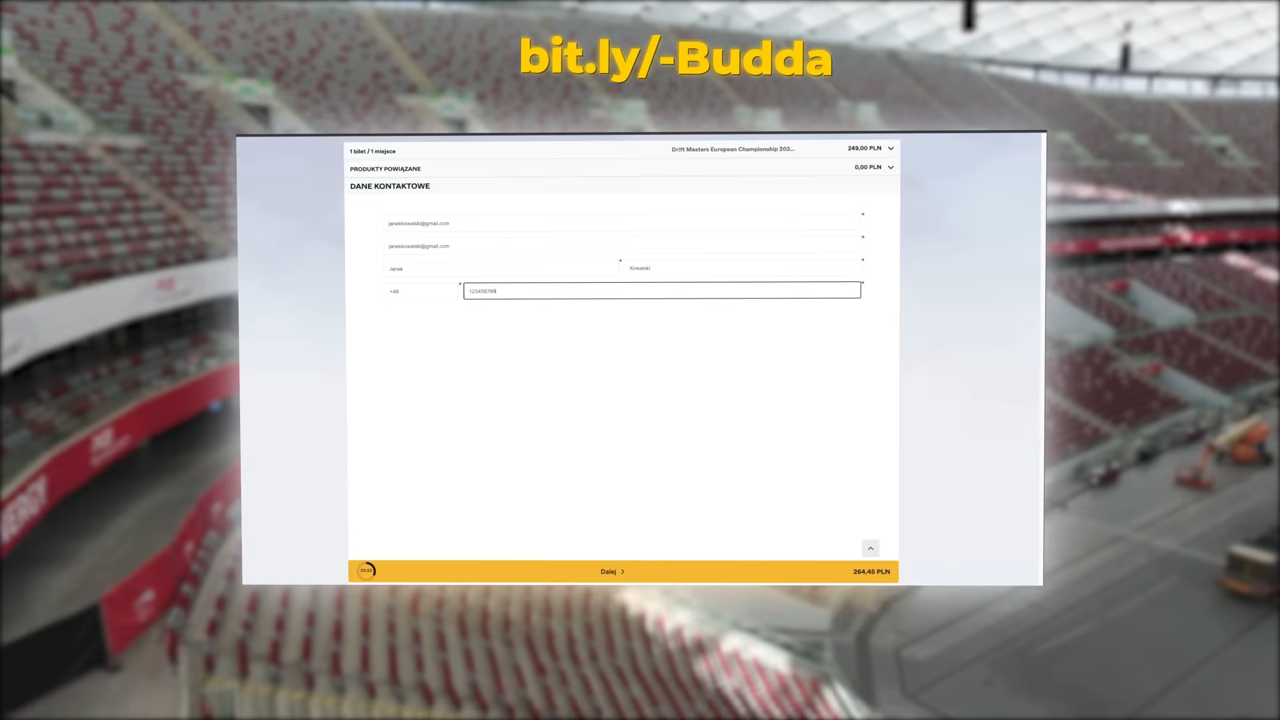 bit.ly/-Budda
1 bilet / 1 miejsce
Drift Masters European Championship 202...
249,00 PLN
PRODUKTY POWIĄZANE
0,00 PLN
DANE KONTAKTOWE
janekkowalski@gmail.com
janekkowalski@gmail.com
Janek
Kowalski
+48
123456789
Dalej
264,45 PLN